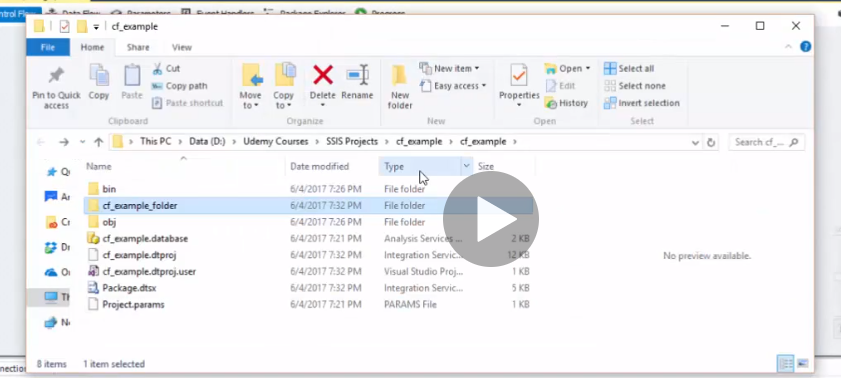 ontrol Flow Data Flow Parameters Event Handlers Package Explorer Progress
cf_example
File Home Share View
Pin to Quick access
Copy
Paste
Cut
Copy path
Paste shortcut
Clipboard
Move to
Copy to
Delete
Rename
Organize
New folder
New item
Easy access
New
Properties
Open
Edit
History
Open
Select all
Select none
Invert selection
Select
> This PC > Data (D:) > Udemy Courses > SSIS Projects > cf_example > cf_example >
Search cf_...
Name Date modified Type Size
bin 6/4/2017 7:26 PM File folder
cf_example_folder 6/4/2017 7:32 PM File folder
obj 6/4/2017 7:26 PM File folder
cf_example.database 6/4/2017 7:21 PM Analysis Services ... 2 KB
cf_example.dtproj 6/4/2017 7:32 PM Integration Servic... 12 KB
cf_example.dtproj.user 6/4/2017 7:32 PM Visual Studio Proj... 1 KB
Package.dtsx 6/4/2017 7:32 PM Integration Servic... 5 KB
Project.params 6/4/2017 7:21 PM PARAMS File 1 KB
No preview available.
8 items 1 item selected